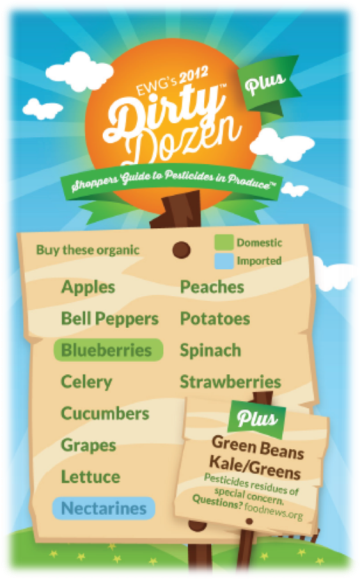 EWG's 2012
Dirty™
Dozen
Plus
Shoppers Guide to Pesticides in Produce™
Buy these organic
Domestic
Imported
Apples
Bell Peppers
Blueberries
Celery
Cucumbers
Grapes
Lettuce
Nectarines
Peaches
Potatoes
Spinach
Strawberries
Plus
Green Beans
Kale/Greens
Pesticides residues of
special concern.
Questions? foodnews.org